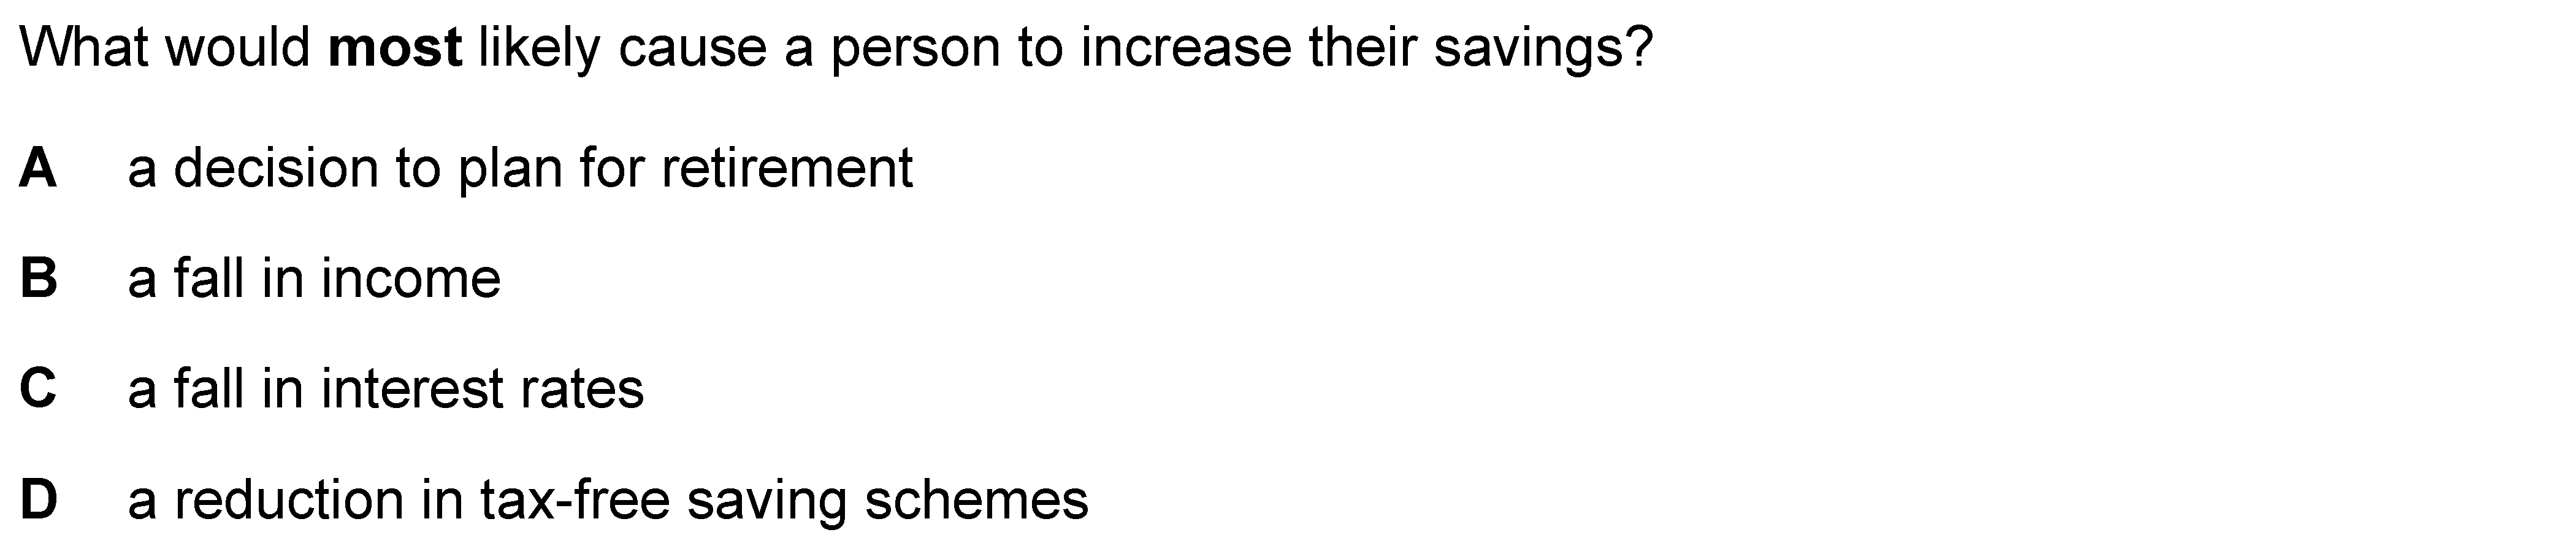 What would most likely cause a person to increase their savings?
A a decision to plan for retirement
B a fall in income
C a fall in interest rates
D a reduction in tax-free saving schemes